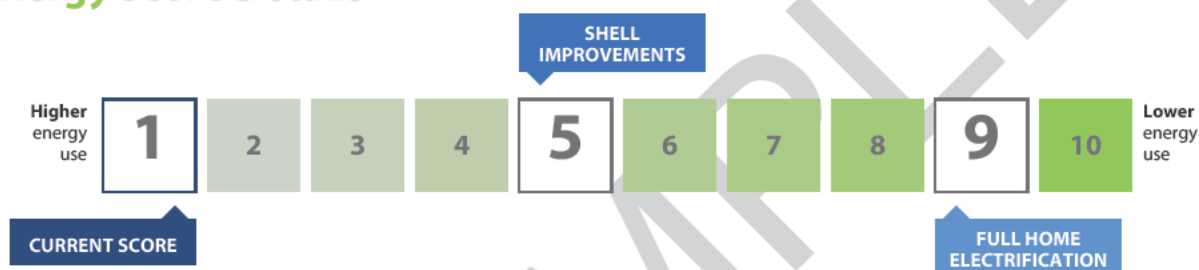 SHELL
IMPROVEMENTS
Higher
energy
use
1
2
3
4
5
6
7
8
9
10
Lower
energy
use
CURRENT SCORE
FULL HOME
ELECTRIFICATION